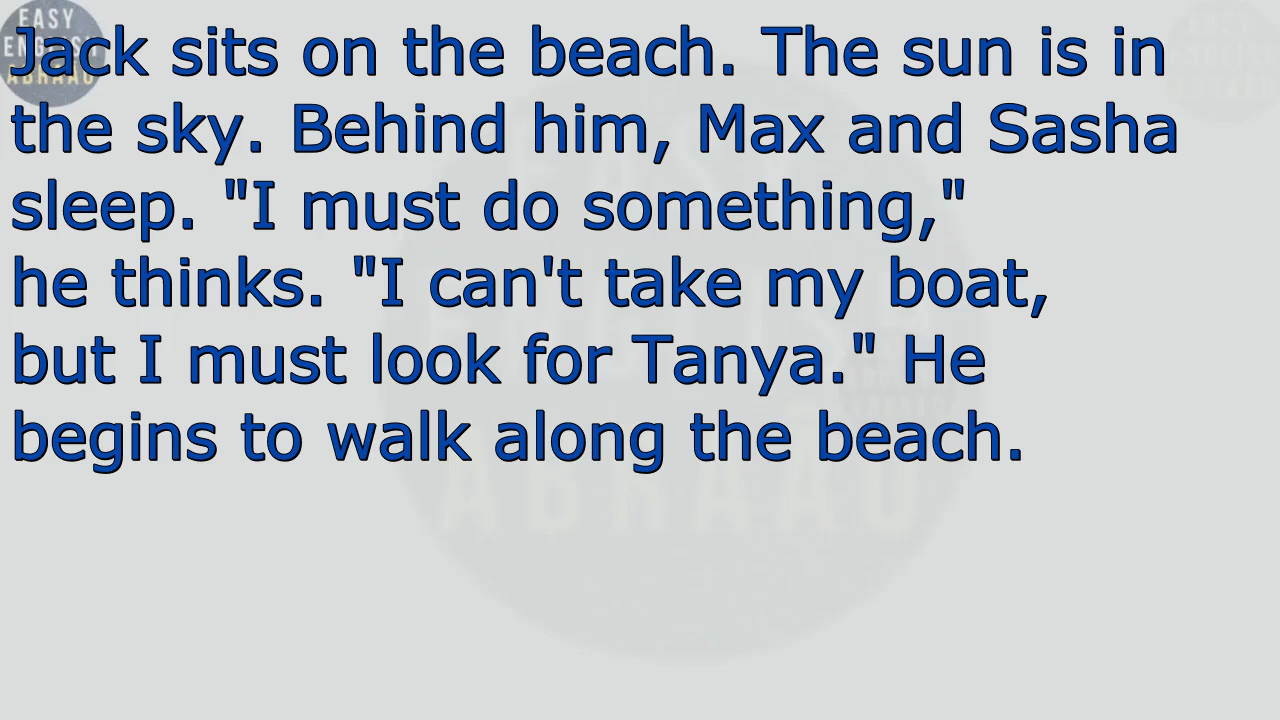 EASY
Jack sits on the beach. The sun is in
the sky. Behind him, Max and Sasha
sleep. "I must do something,"
he thinks. "I can't take my boat,
but I must look for Tanya." He
begins to walk along the beach.